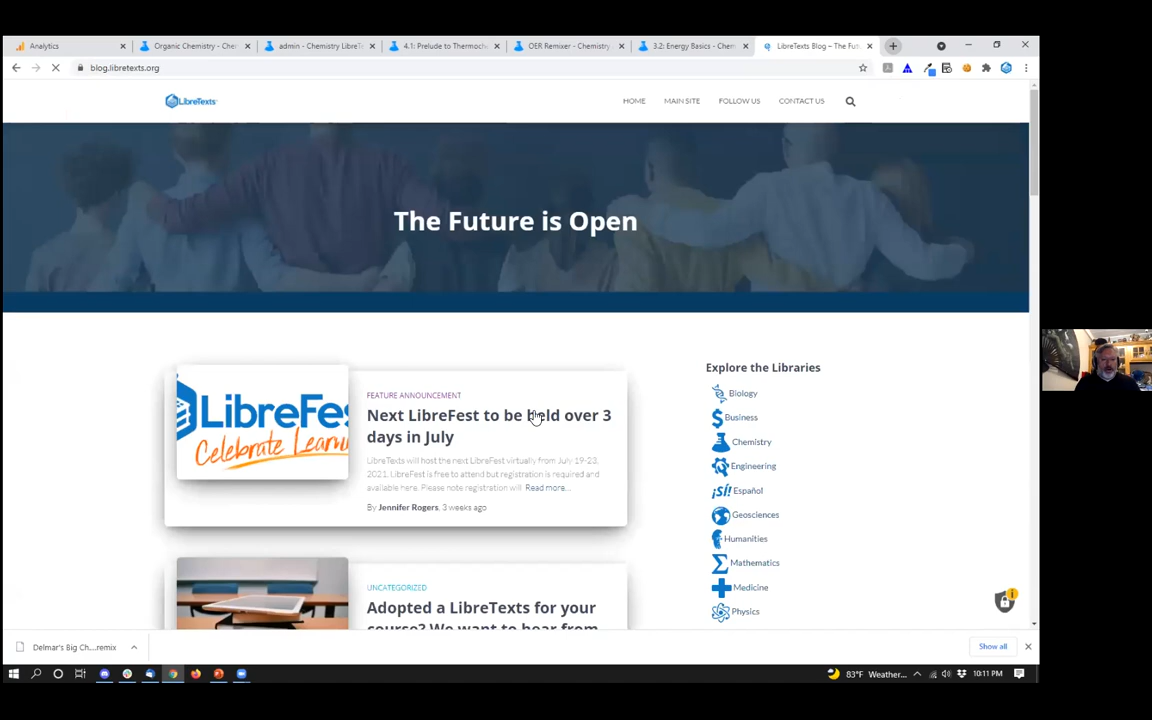 Analytics
Organic Chemistry - Che
admin - Chemistry LibreT
4.1: Prelude to Thermoch
OER Remixer - Chemistry
3.2: Energy Basics - Chem
LibreTexts Blog – The Fut
blog.libretexts.org
LibreTexts
HOME
MAIN SITE
FOLLOW US
CONTACT US
The Future is Open
Explore the Libraries
LibreFes
Celebrate Learni
FEATURE ANNOUNCEMENT
Next LibreFest to be held over 3
days in July
LibreTexts will host the next LibreFest virtually from July 19-23,
2021. LibreFest is free to attend but registration is required and
available here. Please note registration will Read more…
By Jennifer Rogers, 3 weeks ago
Biology
Business
Chemistry
Engineering
¡SÍ! Español
Geosciences
Humanities
Mathematics
Medicine
Physics
UNCATEGORIZED
Adopted a LibreTexts for your
course? We want to hear from
Delmar's Big Ch....remix
Show all
83°F Weather...
10:11 PM